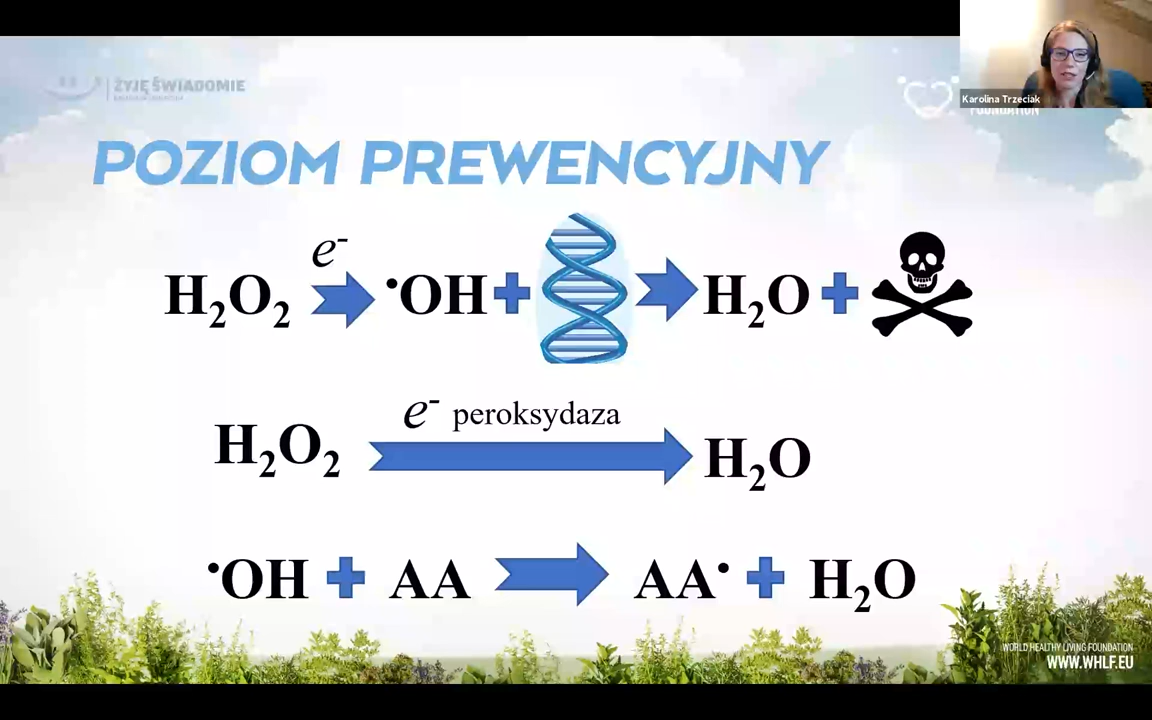 ŻYJĘ ŚWIADOMIE
Karolina Trzeciak
FOUNDATION
POZIOM PREWENCYJNY
e-
H2O2 •OH + H2O +
e- peroksydaza
H2O2 H2O
•OH + AA AA• + H2O
WORLD HEALTHY LIVING FOUNDATION
WWW.WHLF.EU